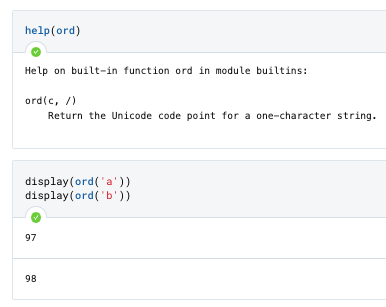 help(ord)
Help on built-in function ord in module builtins:
ord(c, /)
    Return the Unicode code point for a one-character string.
display(ord('a'))
display(ord('b'))
97
98